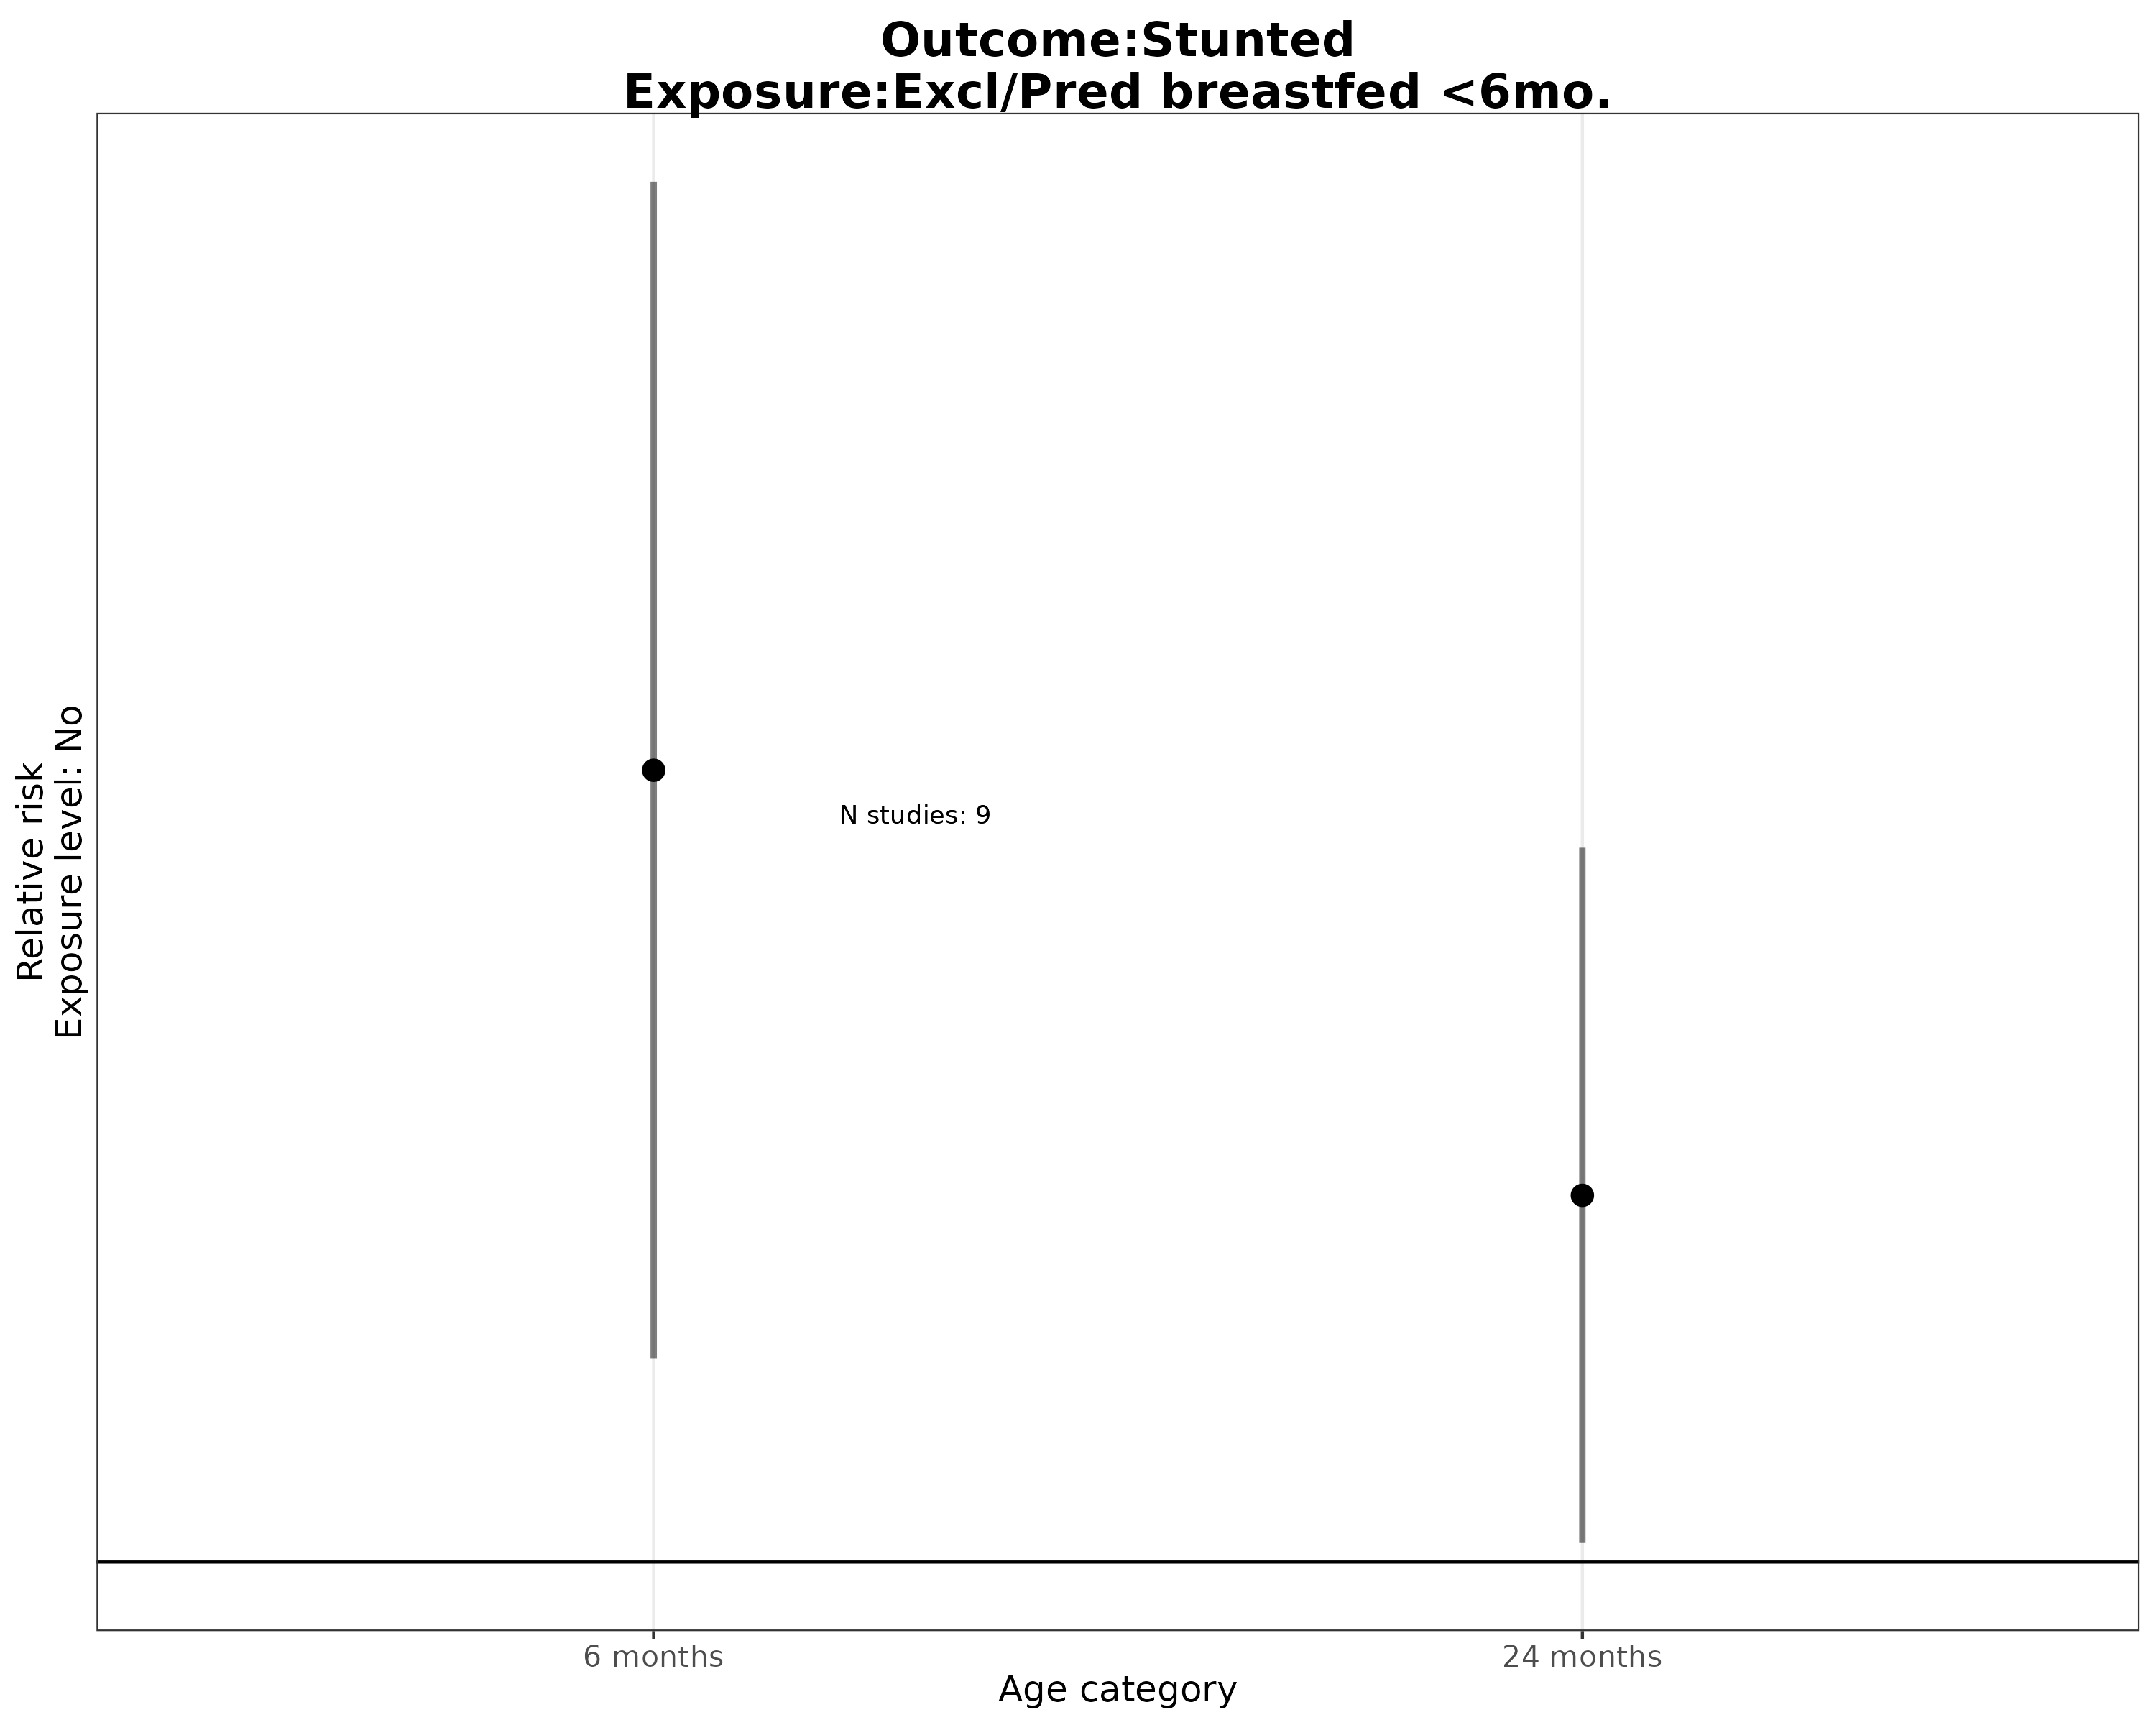 Outcome:Stunted
Exposure:Excl/Pred breastfed <6mo.
Relative risk
Exposure level: No
N studies: 9
6 months
24 months
Age category